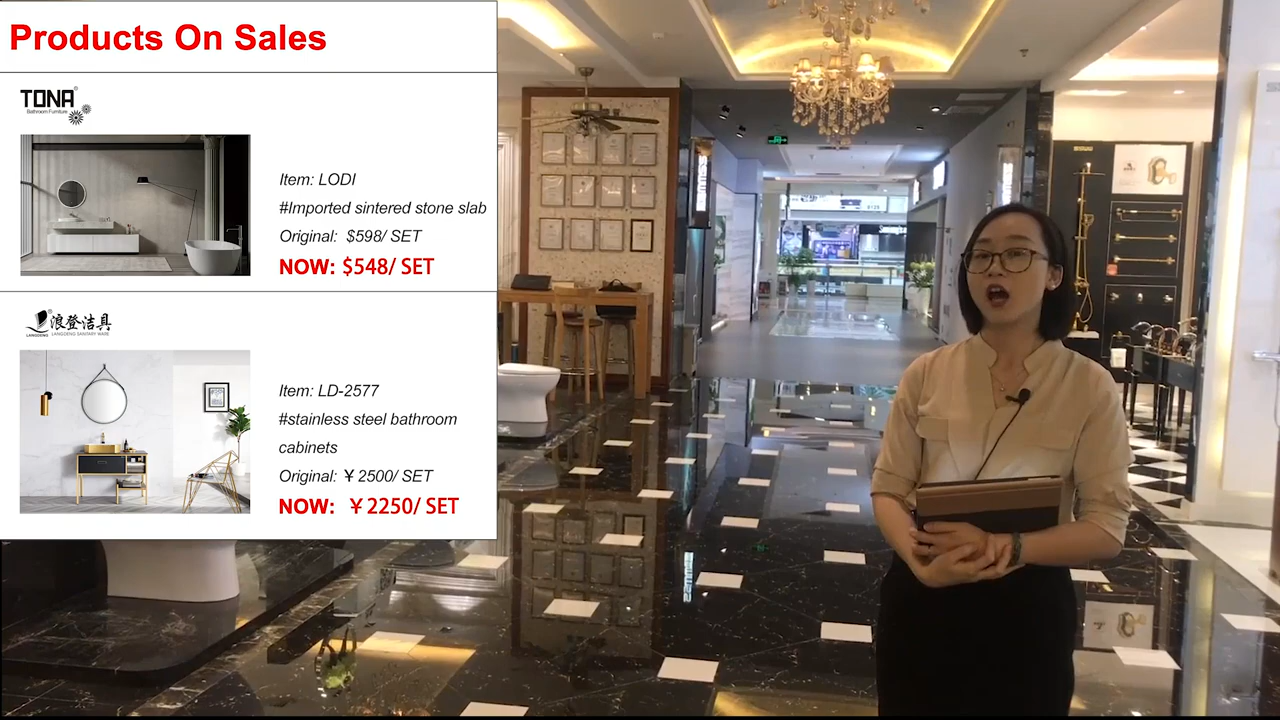 Products On Sales
TONA
Bathroom Furniture
Item: LODI
#Imported sintered stone slab
Original: $598/ SET
NOW: $548/ SET
浪登洁具
LANGDENG LANGDENG SANITARY WARE
Item: LD-2577
#stainless steel bathroom
cabinets
Original: ￥2500/ SET
NOW: ￥2250/ SET